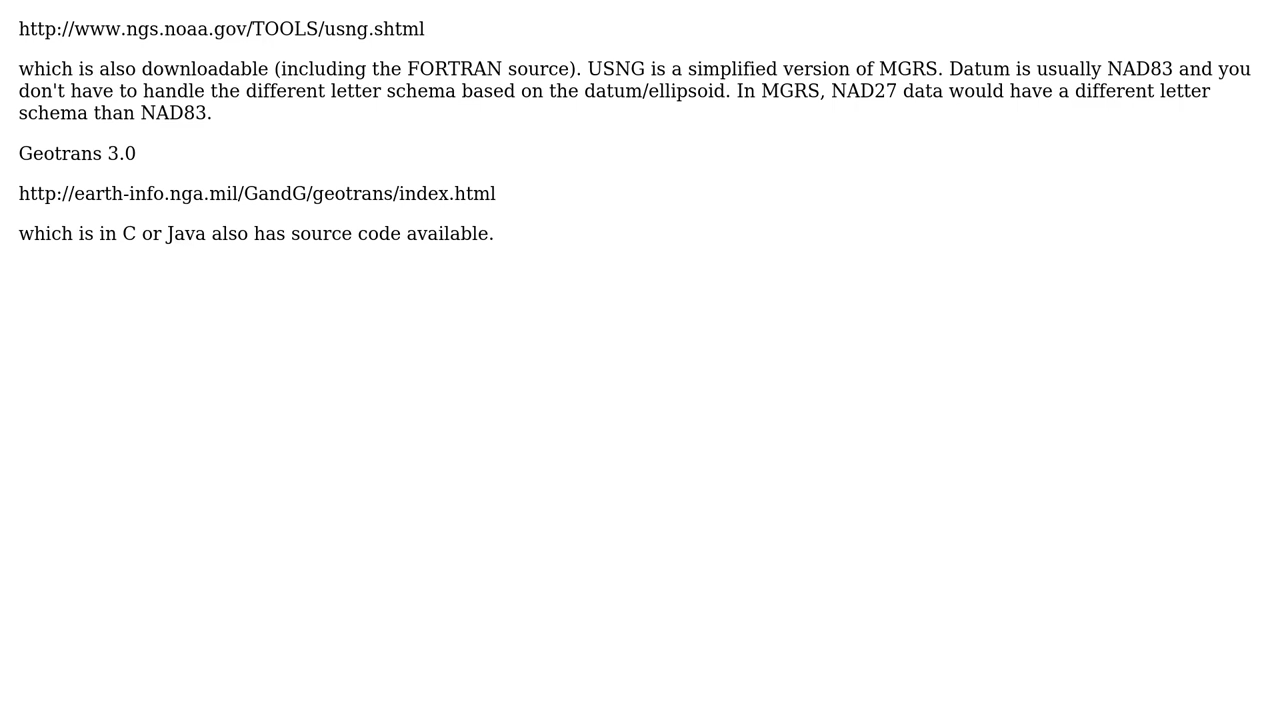 http://www.ngs.noaa.gov/TOOLS/usng.shtml
which is also downloadable (including the FORTRAN source). USNG is a simplified version of MGRS. Datum is usually NAD83 and you
don't have to handle the different letter schema based on the datum/ellipsoid. In MGRS, NAD27 data would have a different letter
schema than NAD83.
Geotrans 3.0
http://earth-info.nga.mil/GandG/geotrans/index.html
which is in C or Java also has source code available.